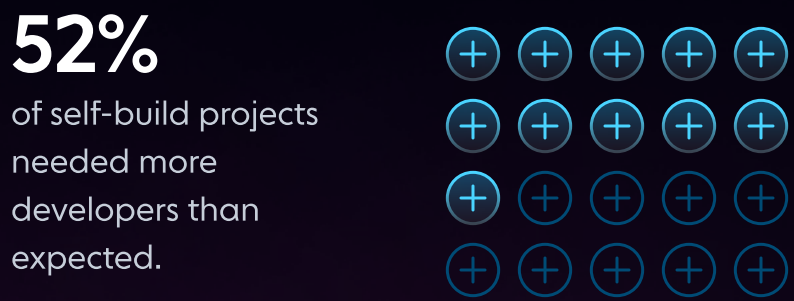 52%
of self-build projects
needed more
developers than
expected.